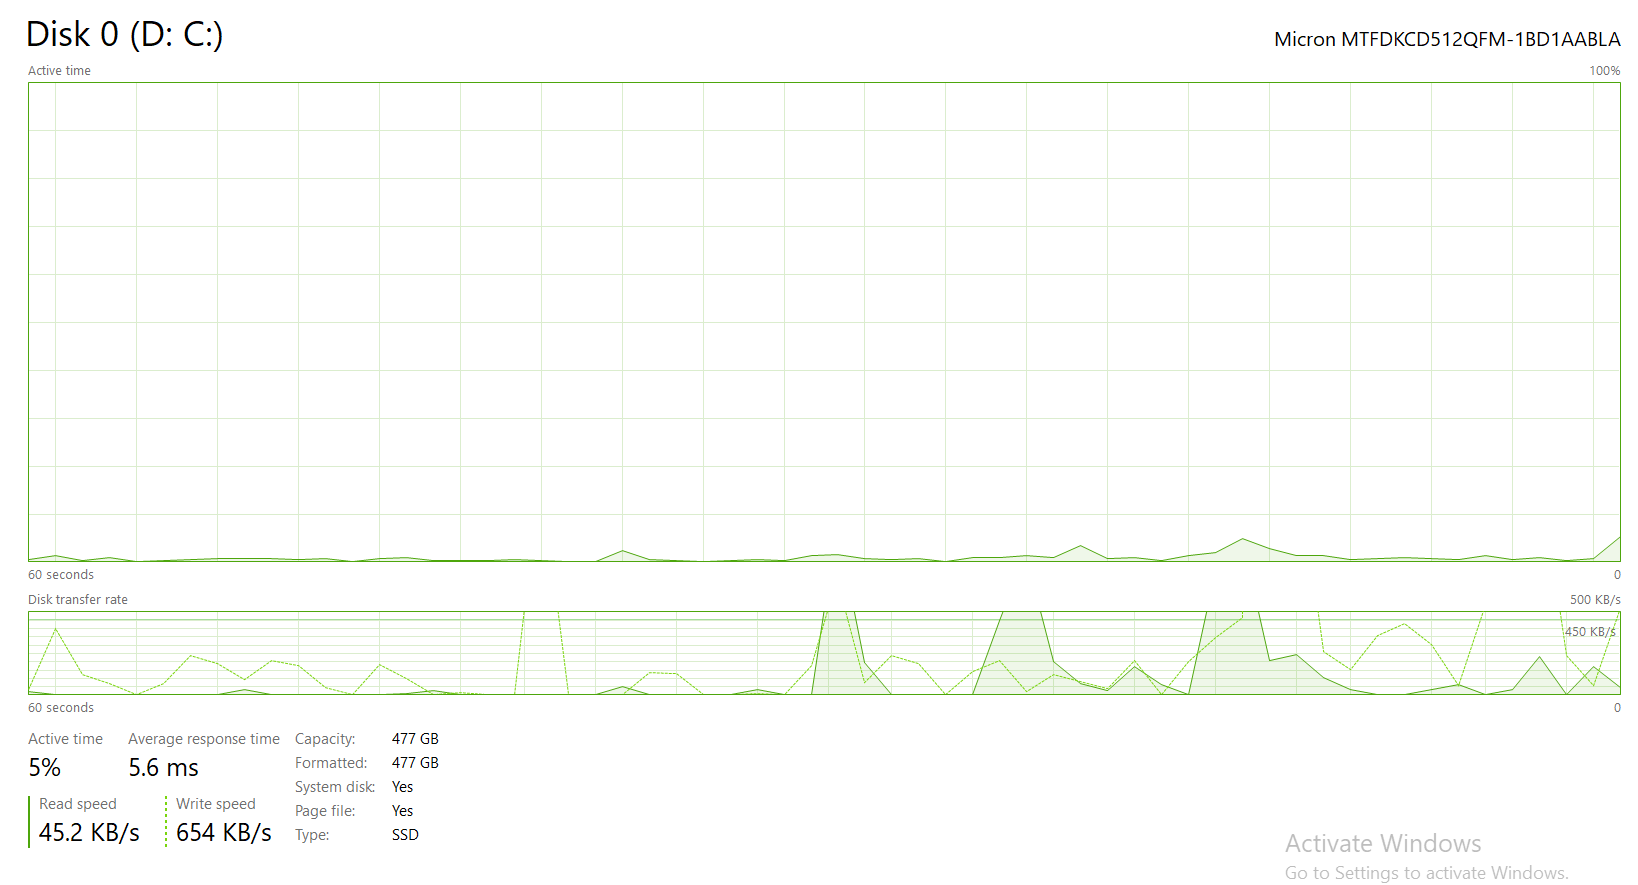 Disk 0 (D: C:)
Micron MTFDKCD512QFM-1BD1AABLA
Active time
100%
60 seconds
0
Disk transfer rate
500 KB/s
450 KB/s
60 seconds
0
Active time
5%
Average response time
5.6 ms
Read speed
45.2 KB/s
Write speed
654 KB/s
Capacity: 477 GB
Formatted: 477 GB
System disk: Yes
Page file: Yes
Type: SSD
Activate Windows
Go to Settings to activate Windows.